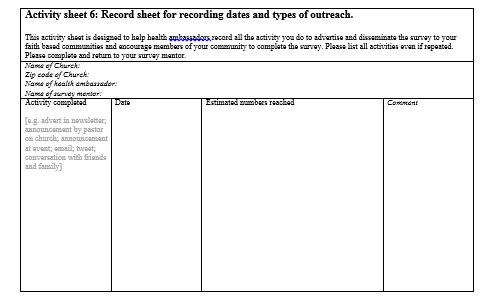 Activity sheet 6: Record sheet for recording dates and types of outreach.
This activity sheet is designed to help health ambassadors record all the activity you do to advertise and disseminate the survey to your
faith based communities and encourage members of your community to complete the survey. Please list all activities even if repeated.
Please complete and return to your survey mentor.
Name of Church:
Zip code of Church:
Name of health ambassador:
Name of survey mentor:
Activity completed Date Estimated numbers reached Comment
[e.g. advert in newsletter;
announcement by pastor
on church; announcement
at event; email; tweet;
conversation with friends
and family]